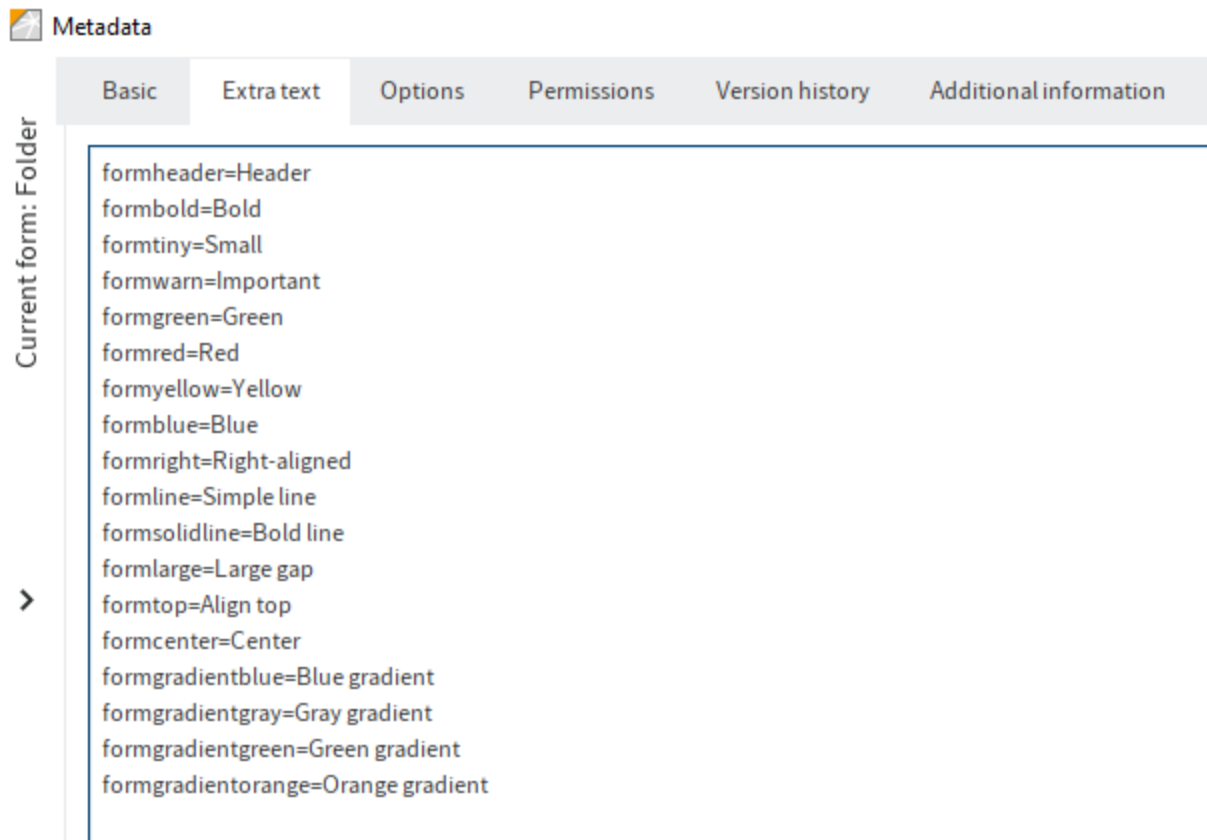 Metadata
Basic Extra text Options Permissions Version history Additional information
Current form: Folder
formheader=Header
formbold=Bold
formtiny=Small
formwarn=Important
formgreen=Green
formred=Red
formyellow=Yellow
formblue=Blue
formright=Right-aligned
formline=Simple line
formsolidline=Bold line
formlarge=Large gap
formtop=Align top
formcenter=Center
formgradientblue=Blue gradient
formgradientgray=Gray gradient
formgradientgreen=Green gradient
formgradientorange=Orange gradient